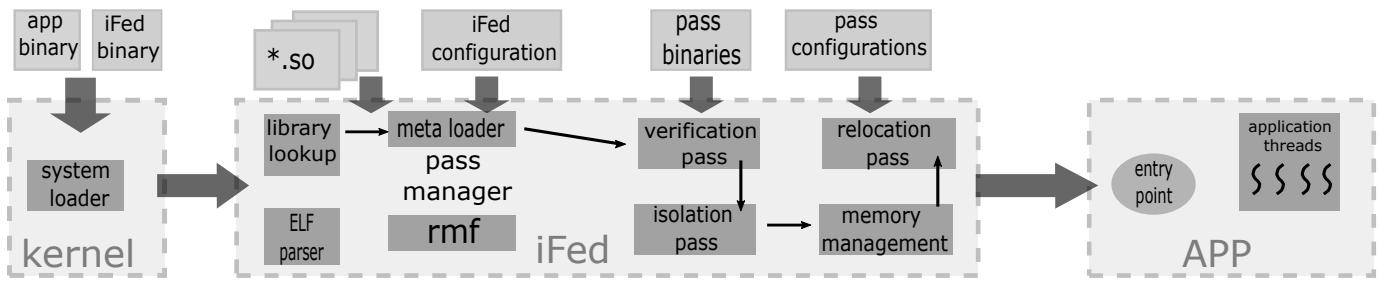 app
binary
iFed
binary
*.so
iFed
configuration
pass
binaries
pass
configurations
system
loader
kernel
library
lookup
meta loader
pass
manager
ELF
parser
rmf
iFed
verification
pass
relocation
pass
isolation
pass
memory
management
entry
point
application
threads
APP